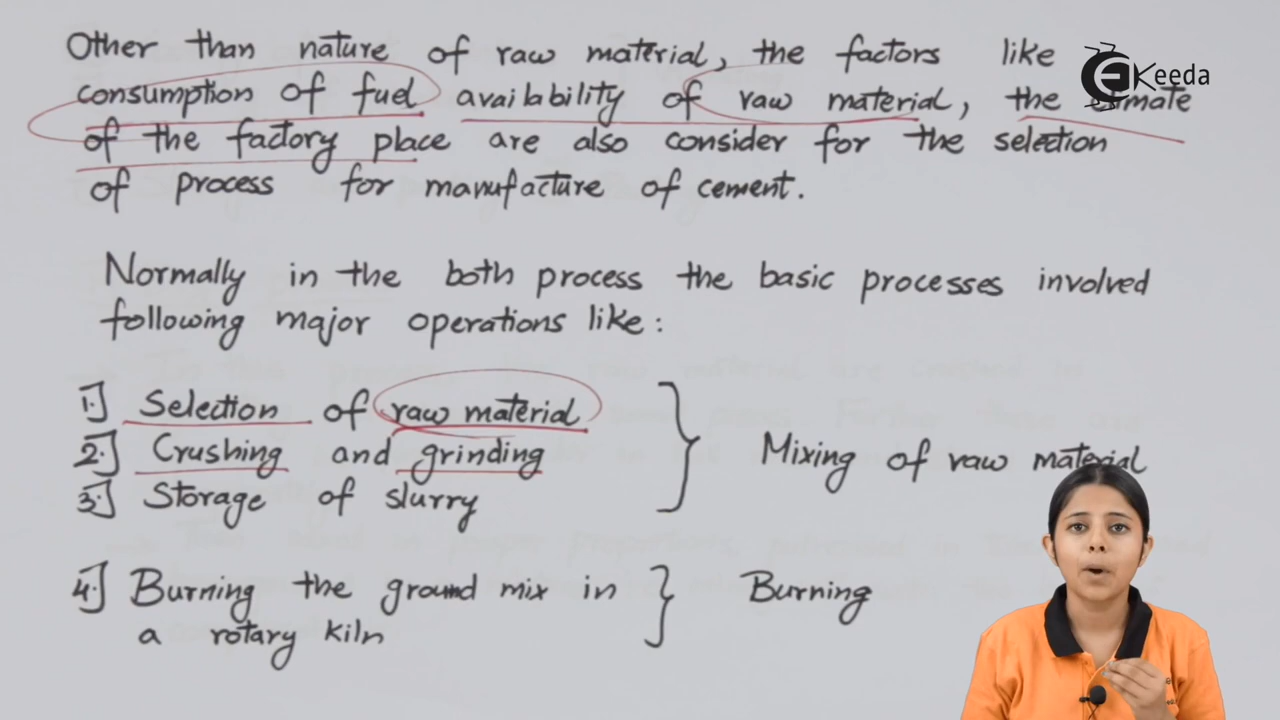 Other than nature of raw material, the factors like
consumption of fuel availability of raw material, the climate
of the factory place are also consider for the selection
of process for manufacture of cement.
Keeda
Normally in the both process the basic processes involved
following major operations like:
1.] Selection of raw material
2.] Crushing and grinding
3.] Storage of slurry
Mixing of raw material
4.] Burning the ground mix in
a rotary kiln
Burning